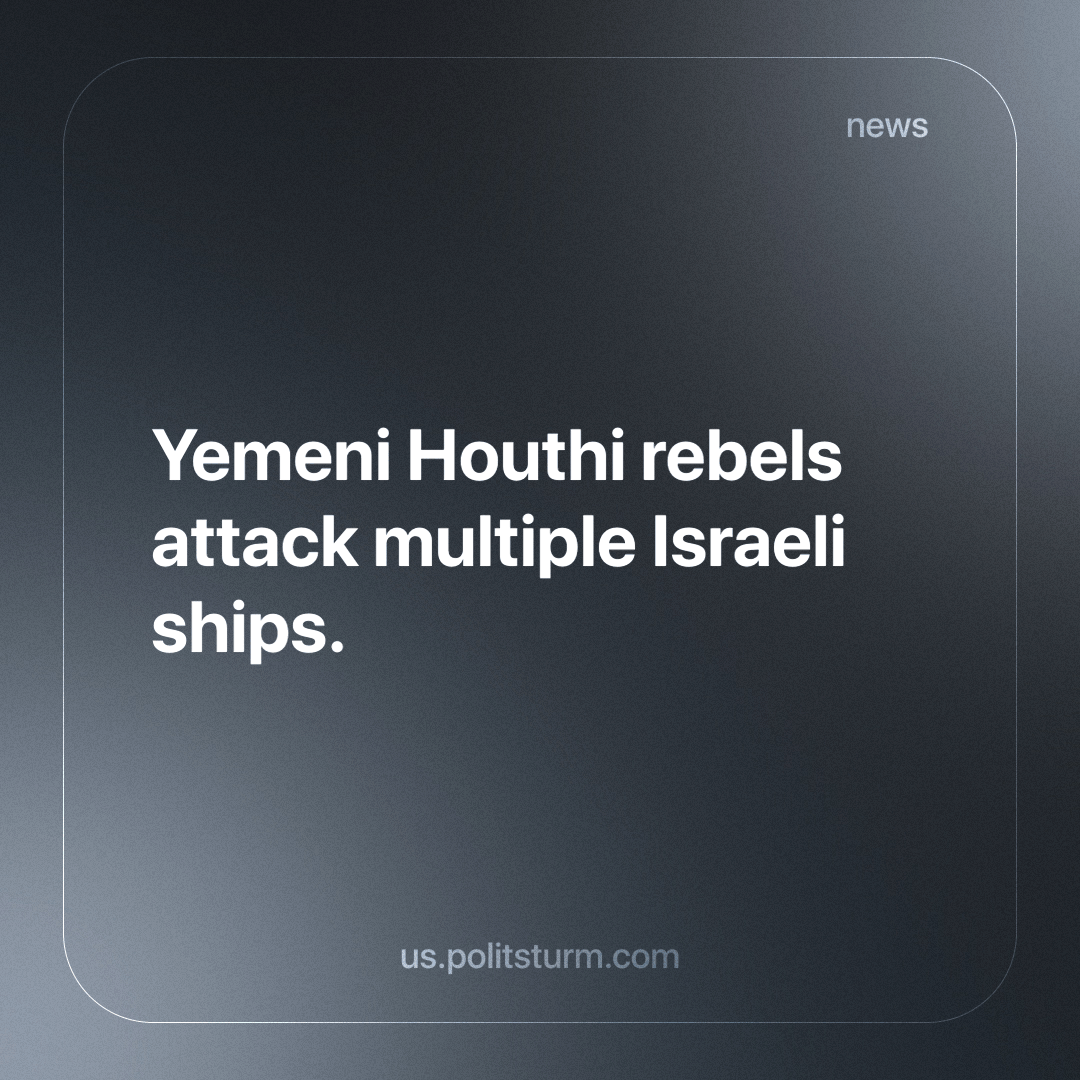 news
Yemeni Houthi rebels
attack multiple Israeli
ships.
us.politsturm.com